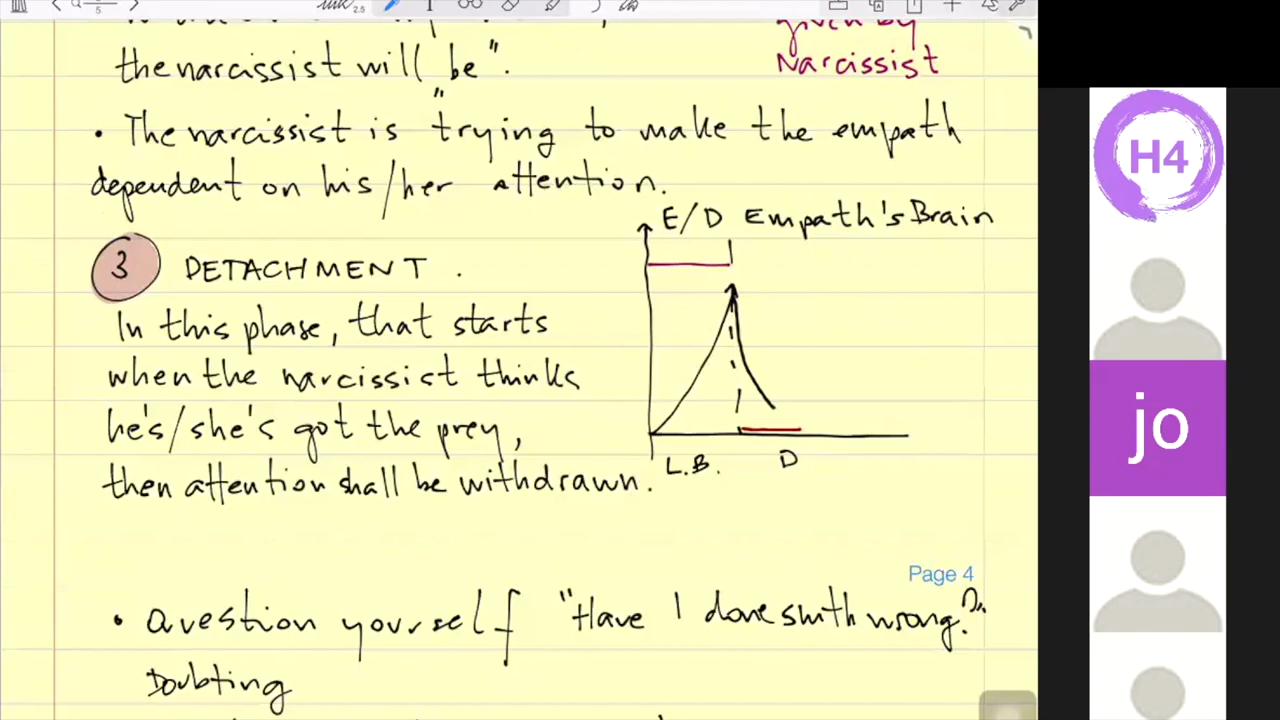 given by
the narcissist will be".
Narcissist
• The narcissist is "trying to make the empath
dependent on his/her attention.
E/D Empath's Brain
3 DETACHMENT.
In this phase, that starts
when the narcissist thinks
he's/she's got the prey,
then attention shall be withdrawn.
L.B. D
Page 4
• Question yourself "Have I done smth wrong?"
Doubting
H4
jo